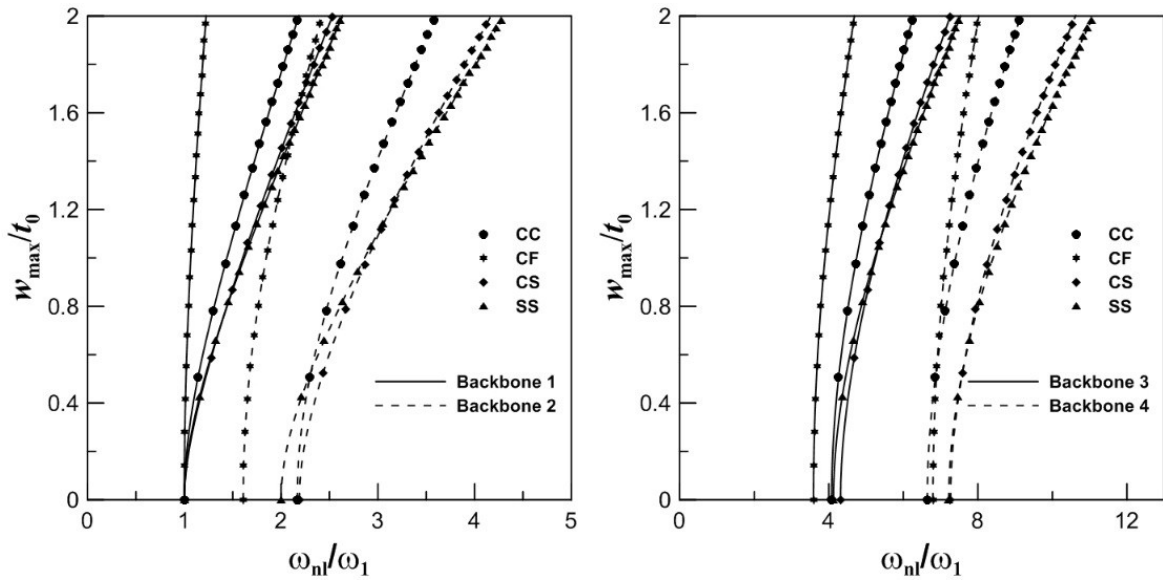 2
1.6
1.2
0.8
0.4
0
w_max/t_0
CC
CF
CS
SS
Backbone 1
Backbone 2
0 1 2 3 4 5
ω_nl/ω_1
2
1.6
1.2
0.8
0.4
0
w_max/t_0
CC
CF
CS
SS
Backbone 3
Backbone 4
0 4 8 12
ω_nl/ω_1